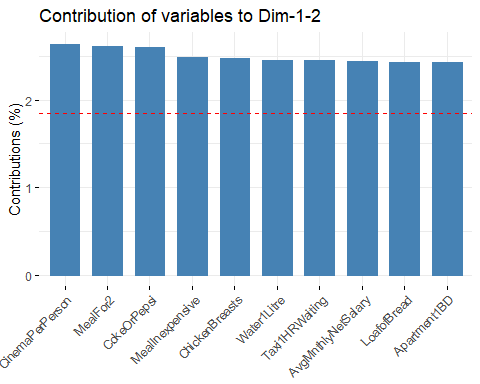 Contribution of variables to Dim-1-2
Contributions (%)
2
1
0
CinemaPerPerson
MealFor2
CokeOrPepsi
MealInexpensive
ChickenBreasts
Water1Litre
Taxi1HRWaiting
AvgMnthlyNetSalary
LoafofBread
Apartment1BD